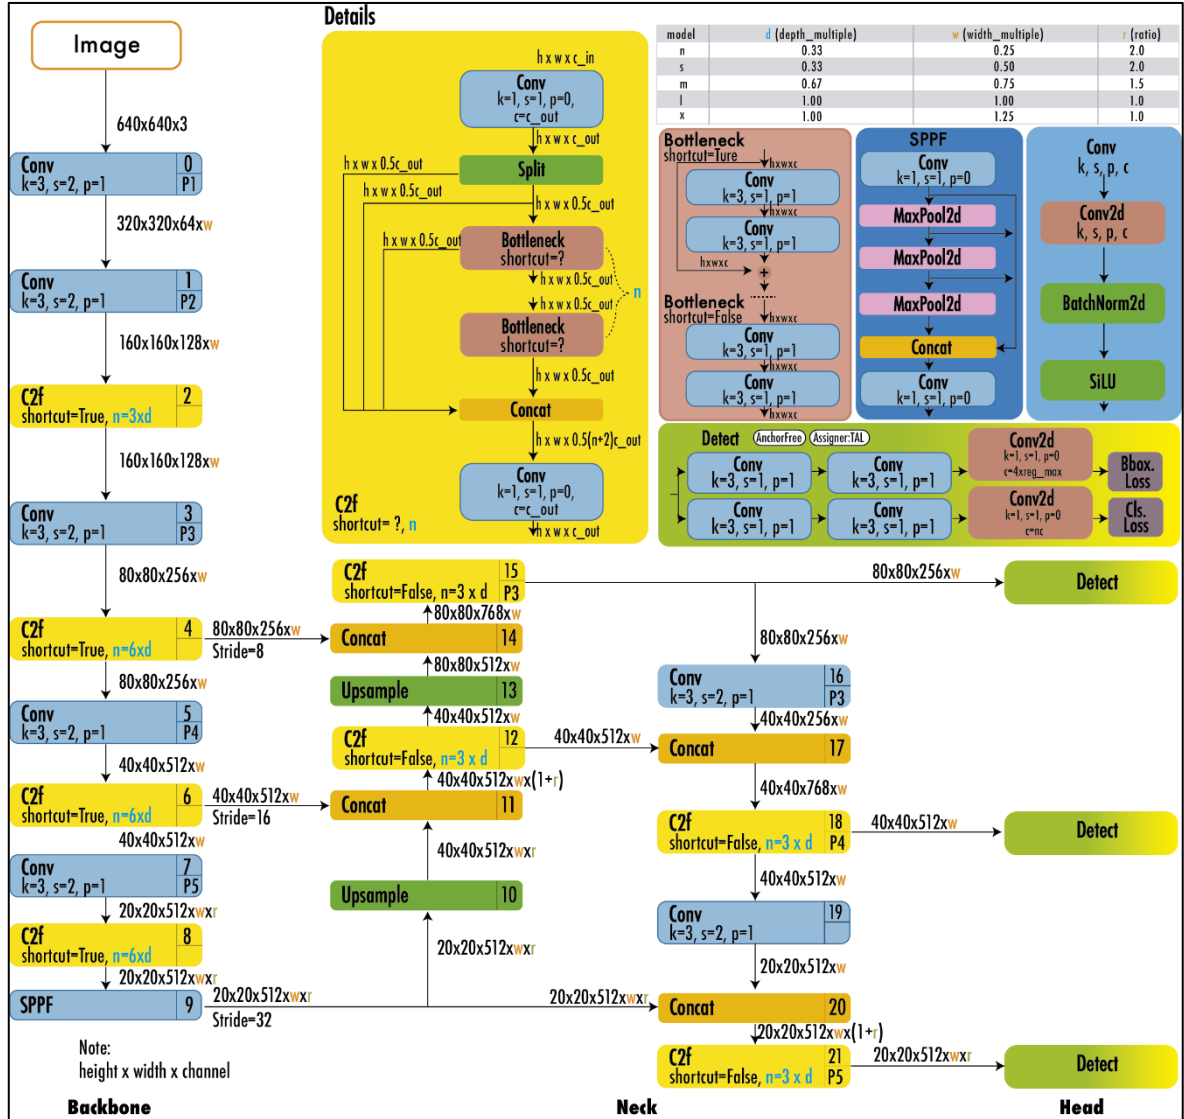 Image
640x640x3
Conv
k=3, s=2, p=1
0
P1
320x320x64xw
Conv
k=3, s=2, p=1
1
P2
160x160x128xw
C2f
shortcut=True, n=3xd
2
160x160x128xw
Conv
k=3, s=2, p=1
3
P3
80x80x256xw
C2f
shortcut=True, n=6xd
4
80x80x256xw
Stride=8
80x80x256xw
Conv
k=3, s=2, p=1
5
P4
40x40x512xw
C2f
shortcut=True, n=6xd
6
40x40x512xw
Stride=16
40x40x512xw
Conv
k=3, s=2, p=1
7
P5
20x20x512xwxr
C2f
shortcut=True, n=6xd
8
20x20x512xwxr
SPPF
9
20x20x512xwxr
Stride=32
Note:
height x width x channel
Backbone
Details
h x w x c_in
Conv
k=1, s=1, p=0,
c=c_out
h x w x c_out
Split
h x w x 0.5c_out
h x w x 0.5c_out
h x w x 0.5c_out
h x w x 0.5c_out
Bottleneck
shortcut=?
h x w x 0.5c_out
n
h x w x 0.5c_out
Bottleneck
shortcut=?
h x w x 0.5c_out
Concat
h x w x 0.5(n+2)c_out
Conv
k=1, s=1, p=0,
c=c_out
h x w x c_out
C2f
shortcut= ?, n
model d (depth_multiple) w (width_multiple) r (ratio)
n 0.33 0.25 2.0
s 0.33 0.50 2.0
m 0.67 0.75 1.5
l 1.00 1.00 1.0
x 1.00 1.25 1.0
Bottleneck
shortcut=Ture
hxwxc
Conv
k=3, s=1, p=1
hxwxc
Conv
k=3, s=1, p=1
hxwxc
+
Bottleneck
shortcut=False
hxwxc
Conv
k=3, s=1, p=1
hxwxc
Conv
k=3, s=1, p=1
hxwxc
SPPF
Conv
k=1, s=1, p=0
MaxPool2d
MaxPool2d
MaxPool2d
Concat
Conv
k=1, s=1, p=0
Conv
k, s, p, c
Conv2d
k, s, p, c
BatchNorm2d
SiLU
Detect
AnchorFree
Assigner:TAL
Conv
k=3, s=1, p=1
Conv
k=3, s=1, p=1
Conv2d
k=1, s=1, p=0
c=4xreg_max
Bbox.
Loss
Conv
k=3, s=1, p=1
Conv
k=3, s=1, p=1
Conv2d
k=1, s=1, p=0
c=nc
Cls.
Loss
C2f
shortcut=False, n=3 x d
15
P3
80x80x256xw
Detect
80x80x768xw
Concat
14
80x80x512xw
Upsample
13
40x40x512xw
C2f
shortcut=False, n=3 x d
12
40x40x512xw
40x40x512xwx(1+r)
Concat
11
40x40x512xwxr
Upsample
10
20x20x512xwxr
80x80x256xw
Conv
k=3, s=2, p=1
16
P3
40x40x256xw
Concat
17
40x40x768xw
C2f
shortcut=False, n=3 x d
18
P4
40x40x512xw
Detect
40x40x512xw
Conv
k=3, s=2, p=1
19
20x20x512xw
20x20x512xwxr
Concat
20
20x20x512xwx(1+r)
C2f
shortcut=False, n=3 x d
21
P5
20x20x512xwxr
Detect
Neck
Head